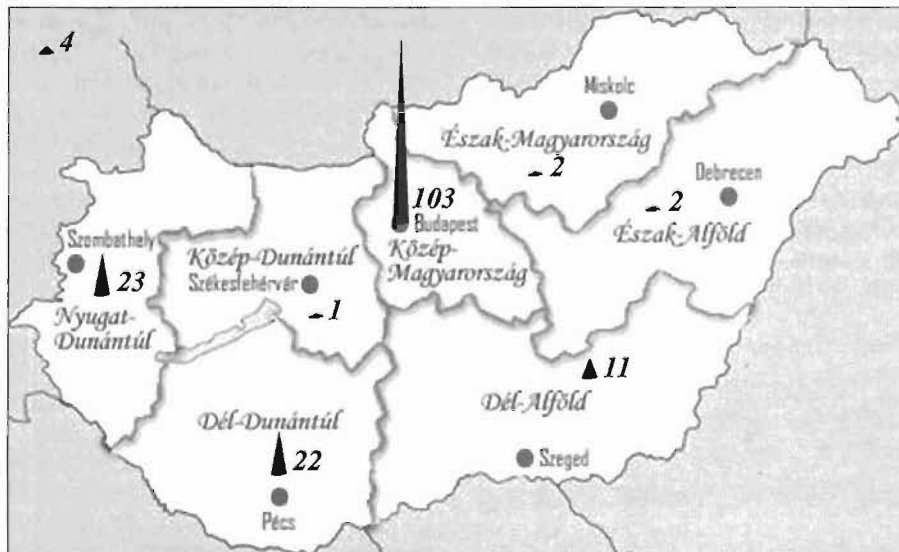 4
Miskolc
Észak-Magyarország
2
Debrecen
2
Észak-Alföld
103
Budapest
Közép-
Magyarország
Szombathely
23
Nyugat-
Dunántúl
Közép-Dunántúl
Székesfehérvár
1
11
Dél-Alföld
Szeged
Dél-Dunántúl
22
Pécs